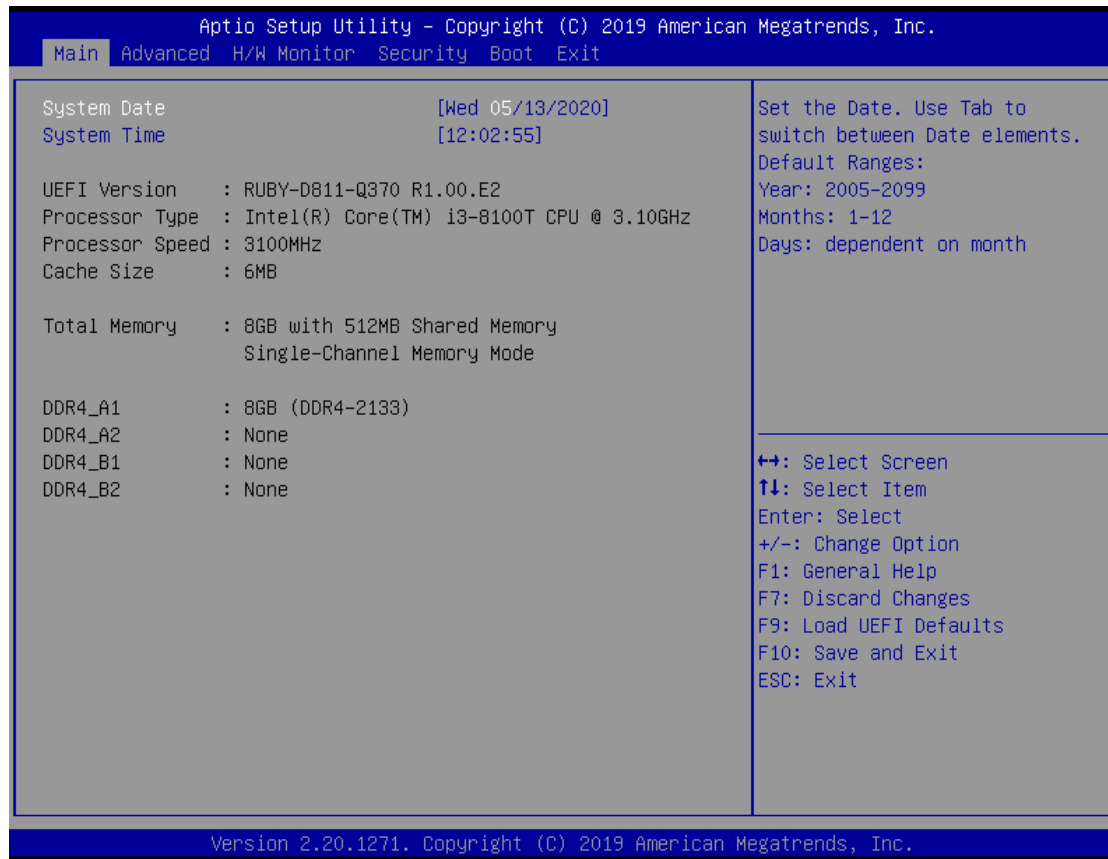 Aptio Setup Utility – Copyright (C) 2019 American Megatrends, Inc.
Main Advanced H/W Monitor Security Boot Exit
System Date [Wed 05/13/2020]
System Time [12:02:55]
UEFI Version : RUBY-D811-Q370 R1.00.E2
Processor Type : Intel(R) Core(TM) i3-8100T CPU @ 3.10GHz
Processor Speed : 3100MHz
Cache Size : 6MB
Total Memory : 8GB with 512MB Shared Memory
Single-Channel Memory Mode
DDR4_A1 : 8GB (DDR4-2133)
DDR4_A2 : None
DDR4_B1 : None
DDR4_B2 : None
Set the Date. Use Tab to
switch between Date elements.
Default Ranges:
Year: 2005-2099
Months: 1-12
Days: dependent on month
↔: Select Screen
↑↓: Select Item
Enter: Select
+/-: Change Option
F1: General Help
F7: Discard Changes
F9: Load UEFI Defaults
F10: Save and Exit
ESC: Exit
Version 2.20.1271. Copyright (C) 2019 American Megatrends, Inc.